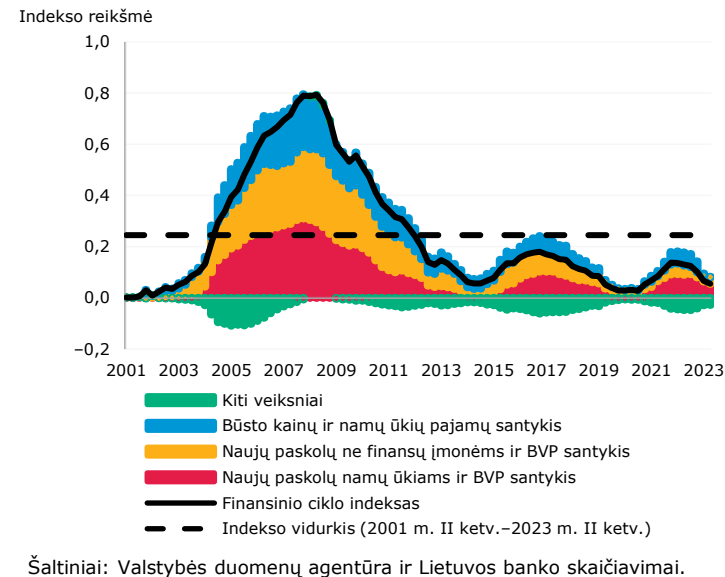 Indekso reikšmė
1,0
0,8
0,6
0,4
0,2
0,0
–0,2
2001 2003 2005 2007 2009 2011 2013 2015 2017 2019 2021 2023
Kiti veiksniai
Būsto kainų ir namų ūkių pajamų santykis
Naujų paskolų ne finansų įmonėms ir BVP santykis
Naujų paskolų namų ūkiams ir BVP santykis
Finansinio ciklo indeksas
Indekso vidurkis (2001 m. II ketv.–2023 m. II ketv.)
Šaltiniai: Valstybės duomenų agentūra ir Lietuvos banko skaičiavimai.